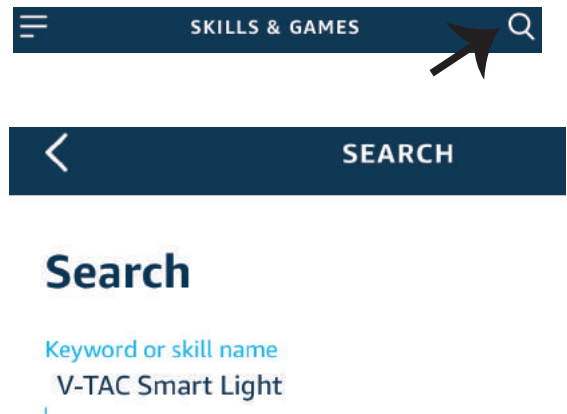 SKILLS & GAMES
SEARCH
Search
Keyword or skill name
V-TAC Smart Light